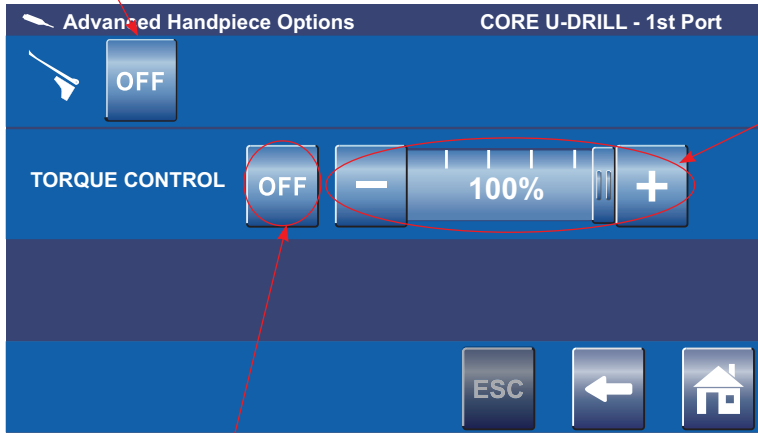 Advanced Handpiece Options CORE U-DRILL - 1st Port
OFF
TORQUE CONTROL OFF 100%
ESC